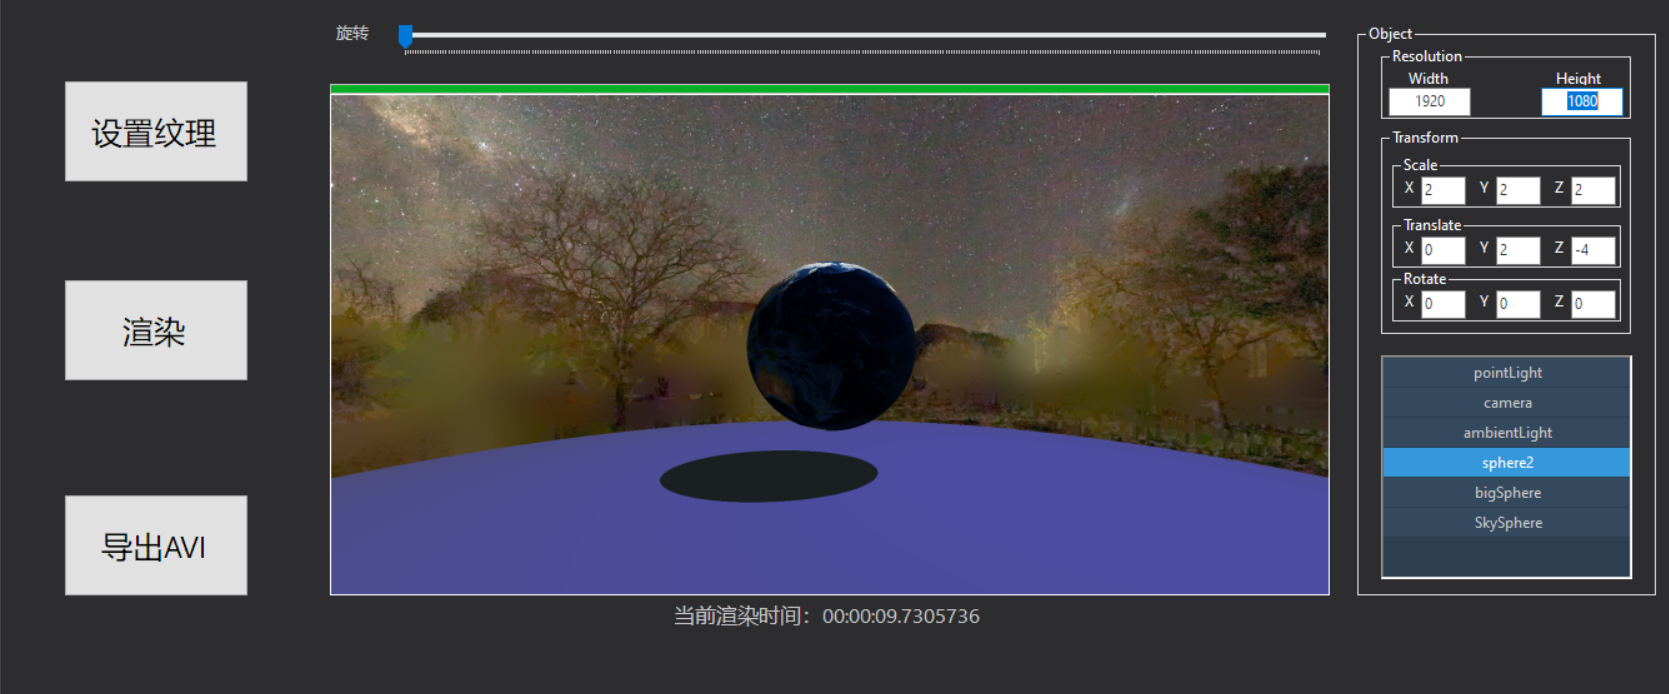 旋转
设置纹理
渲染
导出AVI
当前渲染时间：00:00:09.7305736
Object
Resolution
Width Height
1920 1080
Transform
Scale
X 2 Y 2 Z 2
Translate
X 0 Y 2 Z -4
Rotate
X 0 Y 0 Z 0
pointLight
camera
ambientLight
sphere2
bigSphere
SkySphere